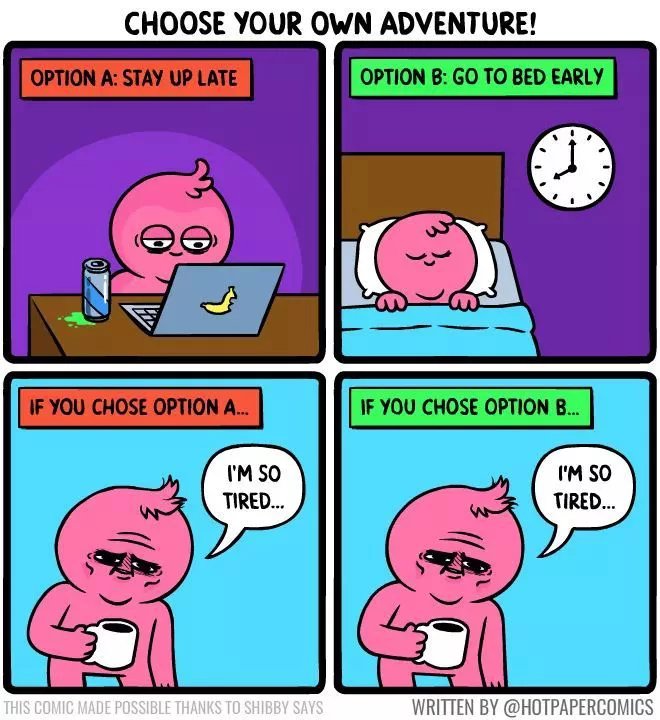 CHOOSE YOUR OWN ADVENTURE!
OPTION A: STAY UP LATE
OPTION B: GO TO BED EARLY
IF YOU CHOSE OPTION A...
I'M SO
TIRED...
IF YOU CHOSE OPTION B...
I'M SO
TIRED...
THIS COMIC MADE POSSIBLE THANKS TO SHIBBY SAYS
WRITTEN BY @HOTPAPERCOMICS